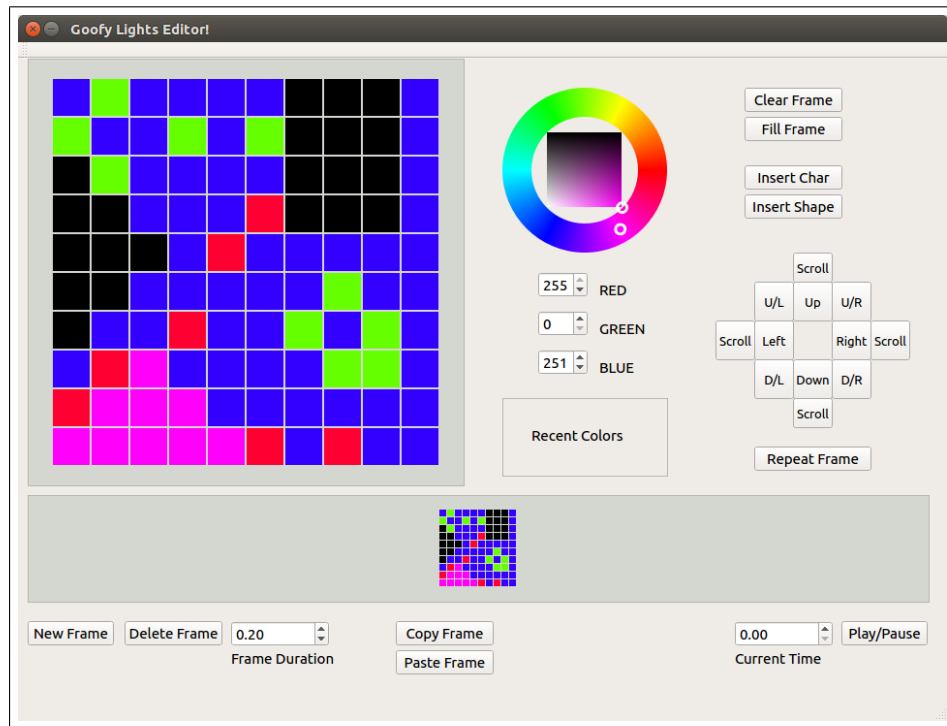 Goofy Lights Editor!
Clear Frame
Fill Frame
Insert Char
Insert Shape
255 RED
0 GREEN
251 BLUE
Recent Colors
Scroll
U/L Up U/R
Scroll Left Right Scroll
D/L Down D/R
Scroll
Repeat Frame
New Frame Delete Frame 0.20 Copy Frame 0.00 Play/Pause
Frame Duration Paste Frame Current Time